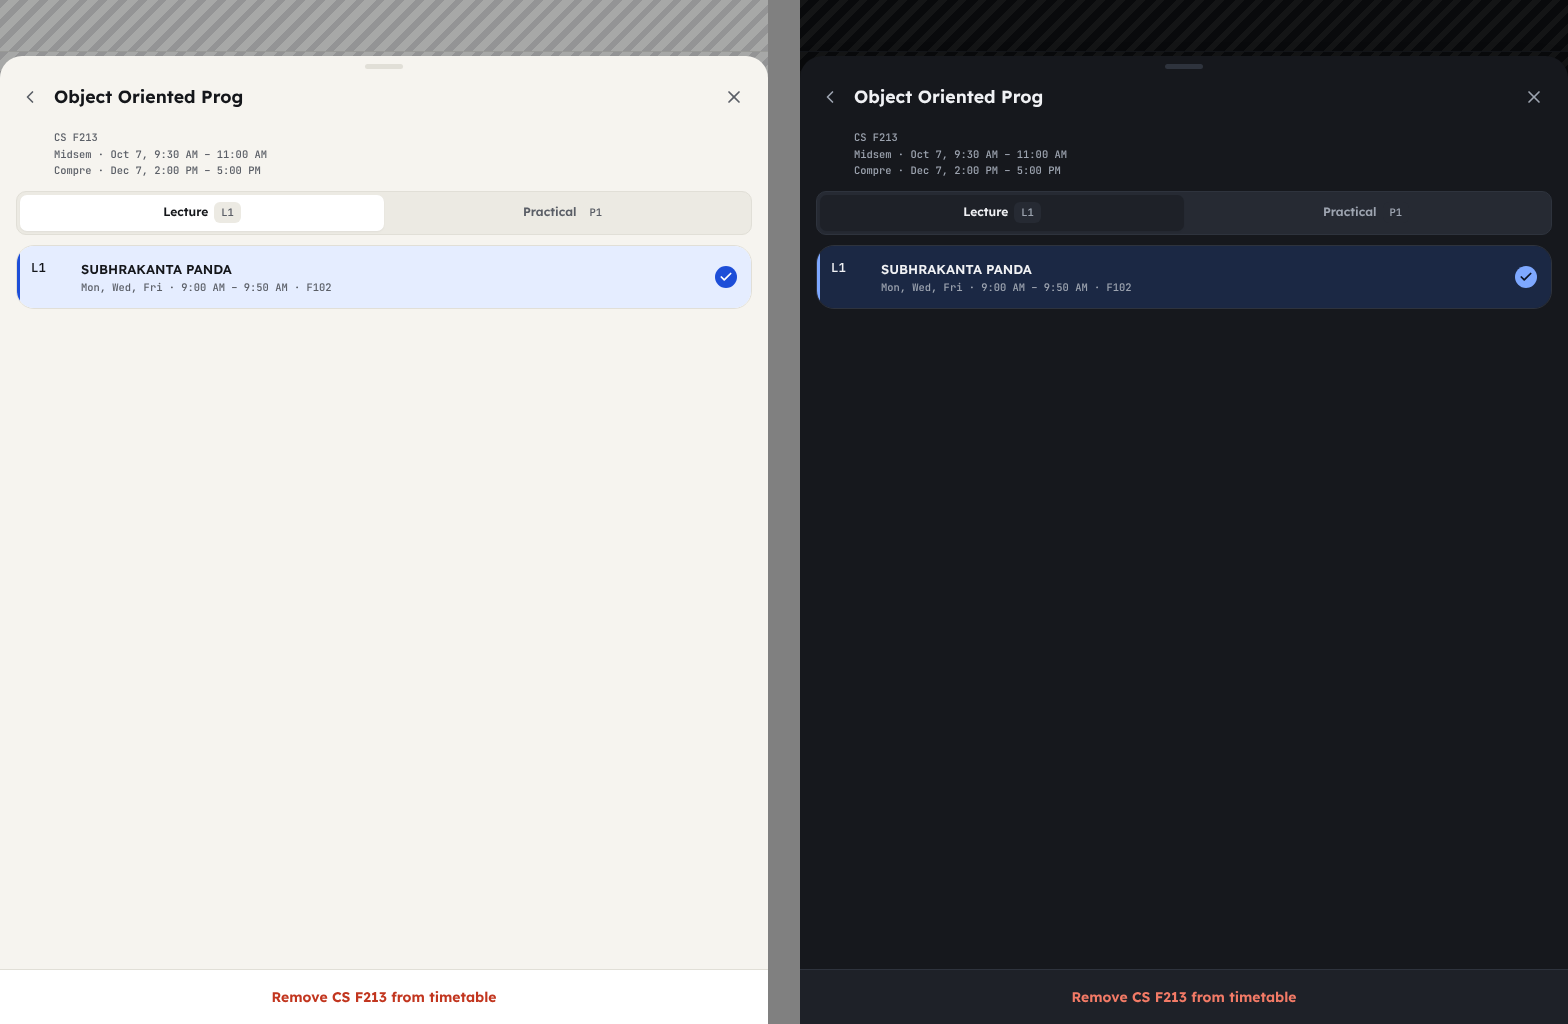 Object Oriented Prog
CS F213
Midsem · Oct 7, 9:30 AM – 11:00 AM
Compre · Dec 7, 2:00 PM – 5:00 PM
Lecture L1 Practical P1
L1 SUBHRAKANTA PANDA
Mon, Wed, Fri · 9:00 AM – 9:50 AM · F102
Remove CS F213 from timetable
Object Oriented Prog
CS F213
Midsem · Oct 7, 9:30 AM – 11:00 AM
Compre · Dec 7, 2:00 PM – 5:00 PM
Lecture L1 Practical P1
L1 SUBHRAKANTA PANDA
Mon, Wed, Fri · 9:00 AM – 9:50 AM · F102
Remove CS F213 from timetable